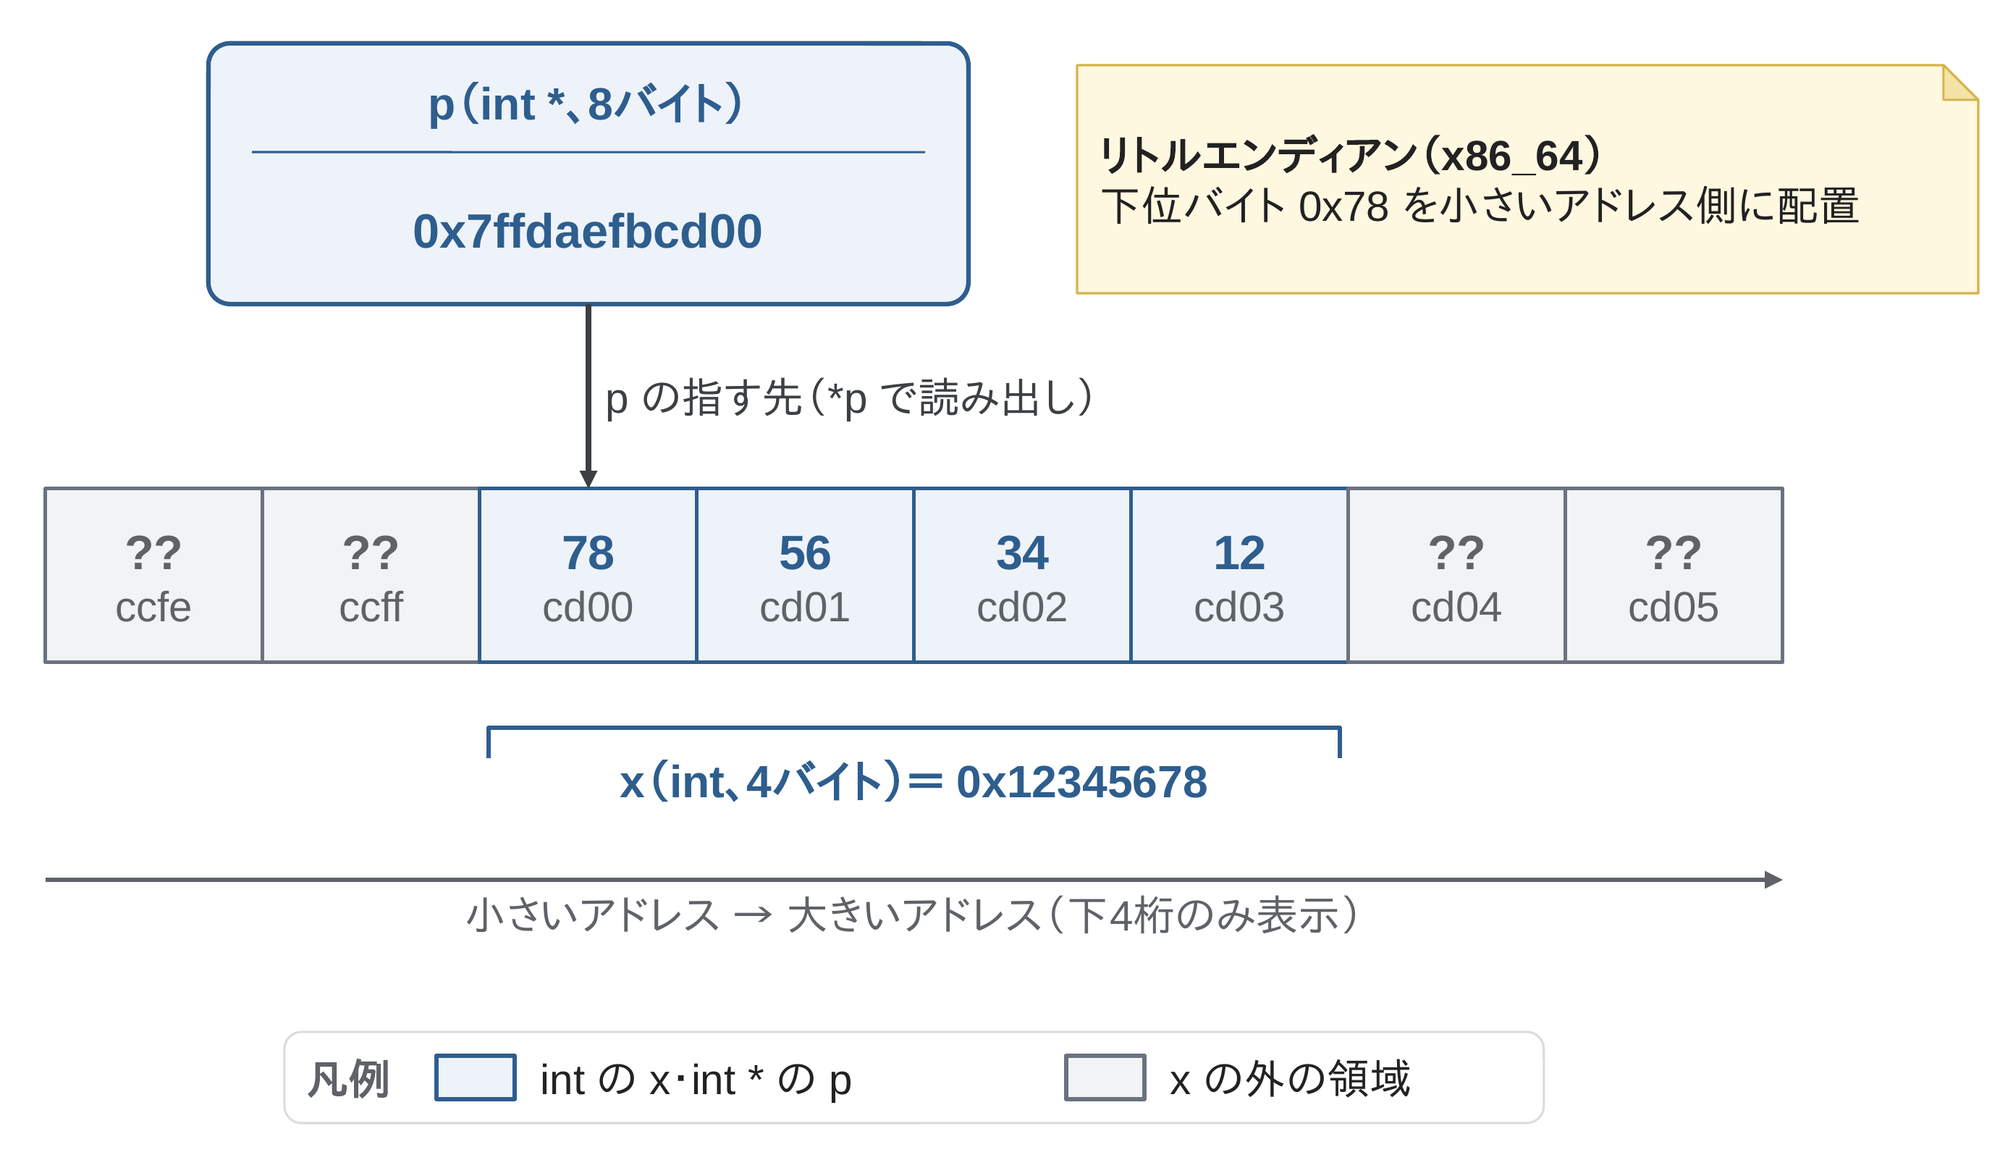 p(int *、8バイト)
0x7ffdaefbcd00
リトルエンディアン(x86_64)
下位バイト 0x78 を小さいアドレス側に配置
p の指す先(*p で読み出し)
?? ?? 78 56 34 12 ?? ??
ccfe ccff cd00 cd01 cd02 cd03 cd04 cd05
x(int、4バイト)= 0x12345678
小さいアドレス → 大きいアドレス(下4桁のみ表示)
凡例 int の x・int * の p x の外の領域